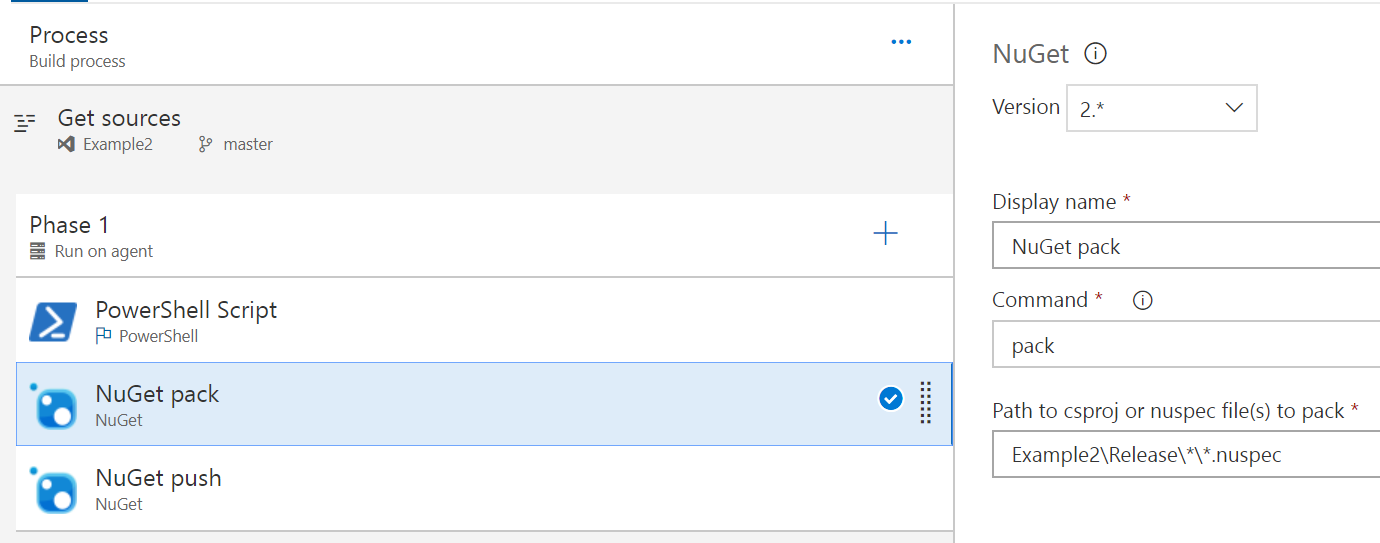 Process
Build process
Get sources
Example2 master
Phase 1
Run on agent
PowerShell Script
PowerShell
NuGet pack
NuGet
NuGet push
NuGet
NuGet
Version 2.*
Display name *
NuGet pack
Command *
pack
Path to csproj or nuspec file(s) to pack *
Example2\Release\*\*.nuspec